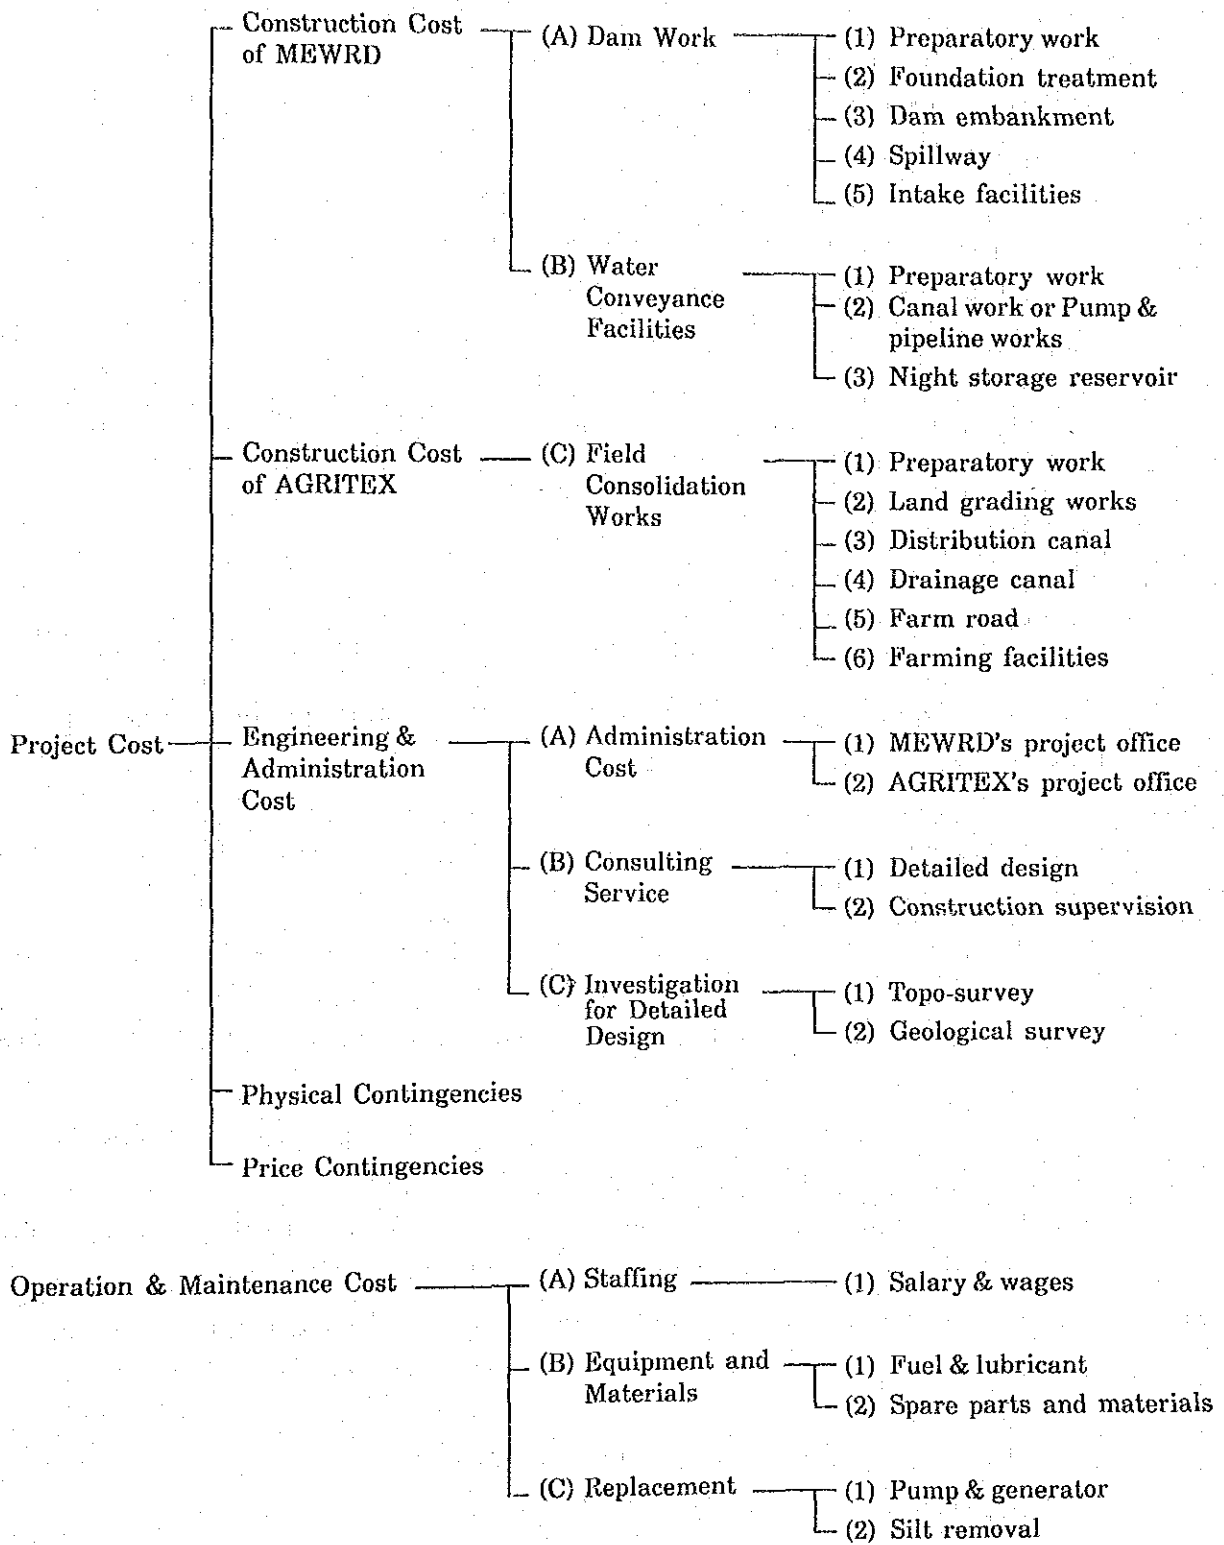 Construction Cost
of MEWRD
(A) Dam Work
(1) Preparatory work
(2) Foundation treatment
(3) Dam embankment
(4) Spillway
(5) Intake facilities
(B) Water
Conveyance
Facilities
(1) Preparatory work
(2) Canal work or Pump &
pipeline works
(3) Night storage reservoir
Construction Cost
of AGRITEX
(C) Field
Consolidation
Works
(1) Preparatory work
(2) Land grading works
(3) Distribution canal
(4) Drainage canal
(5) Farm road
(6) Farming facilities
Project Cost
Engineering &
Administration
Cost
(A) Administration
Cost
(1) MEWRD's project office
(2) AGRITEX's project office
(B) Consulting
Service
(1) Detailed design
(2) Construction supervision
(C) Investigation
for Detailed
Design
(1) Topo-survey
(2) Geological survey
Physical Contingencies
Price Contingencies
Operation & Maintenance Cost
(A) Staffing
(1) Salary & wages
(B) Equipment and
Materials
(1) Fuel & lubricant
(2) Spare parts and materials
(C) Replacement
(1) Pump & generator
(2) Silt removal